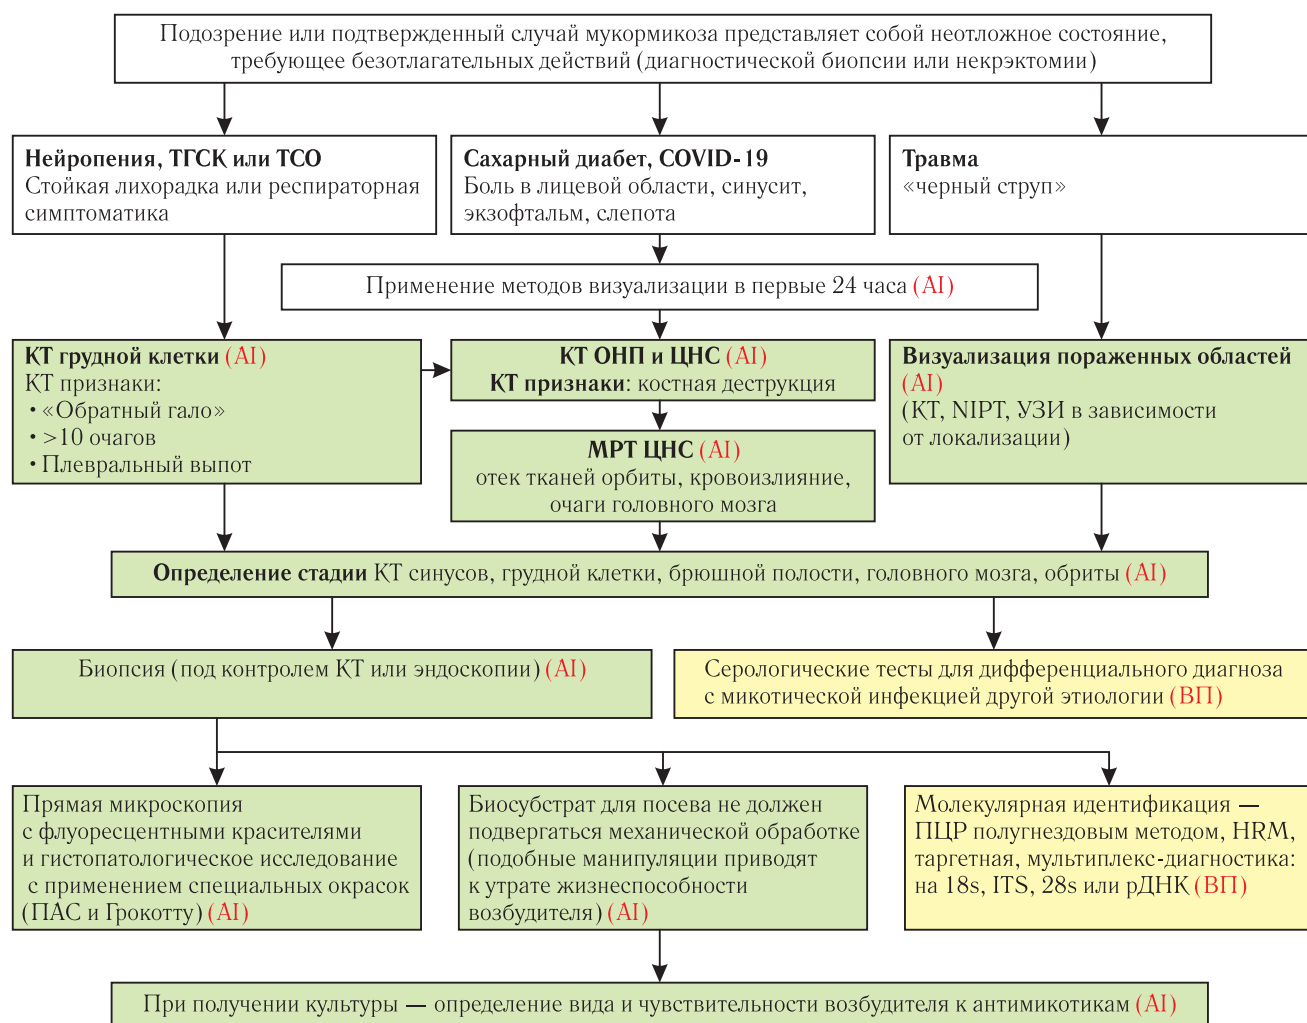 Подозрение или подтвержденный случай мукормикоза представляет собой неотложное состояние,
требующее безотлагательных действий (диагностической биопсии или некрэктомии)
Нейропения, ТГСК или ТСО
Стойкая лихорадка или респираторная
симптоматика
Сахарный диабет, COVID-19
Боль в лицевой области, синусит,
экзофтальм, слепота
Травма
«черный струп»
Применение методов визуализации в первые 24 часа (AI)
КТ грудной клетки (AI)
КТ признаки:
• «Обратный гало»
• >10 очагов
• Плевральный выпот
КТ ОНП и ЦНС (AI)
КТ признаки: костная деструкция
МРТ ЦНС (AI)
отек тканей орбиты, кровоизлияние,
очаги головного мозга
Визуализация пораженных областей
(AI)
(КТ, NIPT, УЗИ в зависимости
от локализации)
Определение стадии КТ синусов, грудной клетки, брюшной полости, головного мозга, обриты (AI)
Биопсия (под контролем КТ или эндоскопии) (AI)
Серологические тесты для дифференциального диагноза
с микотической инфекцией другой этиологии (ВП)
Прямая микроскопия
с флуоресцентными красителями
и гистопатологическое исследование
с применением специальных окрасок
(ПАС и Грокотту) (AI)
Биосубстрат для посева не должен
подвергаться механической обработке
(подобные манипуляции приводят
к утрате жизнеспособности
возбудителя) (AI)
Молекулярная идентификация —
ПЦР полугнездовым методом, HRM,
таргетная, мультиплекс-диагностика:
на 18s, ITS, 28s или рДНК (ВП)
При получении культуры — определение вида и чувствительности возбудителя к антимикотикам (AI)